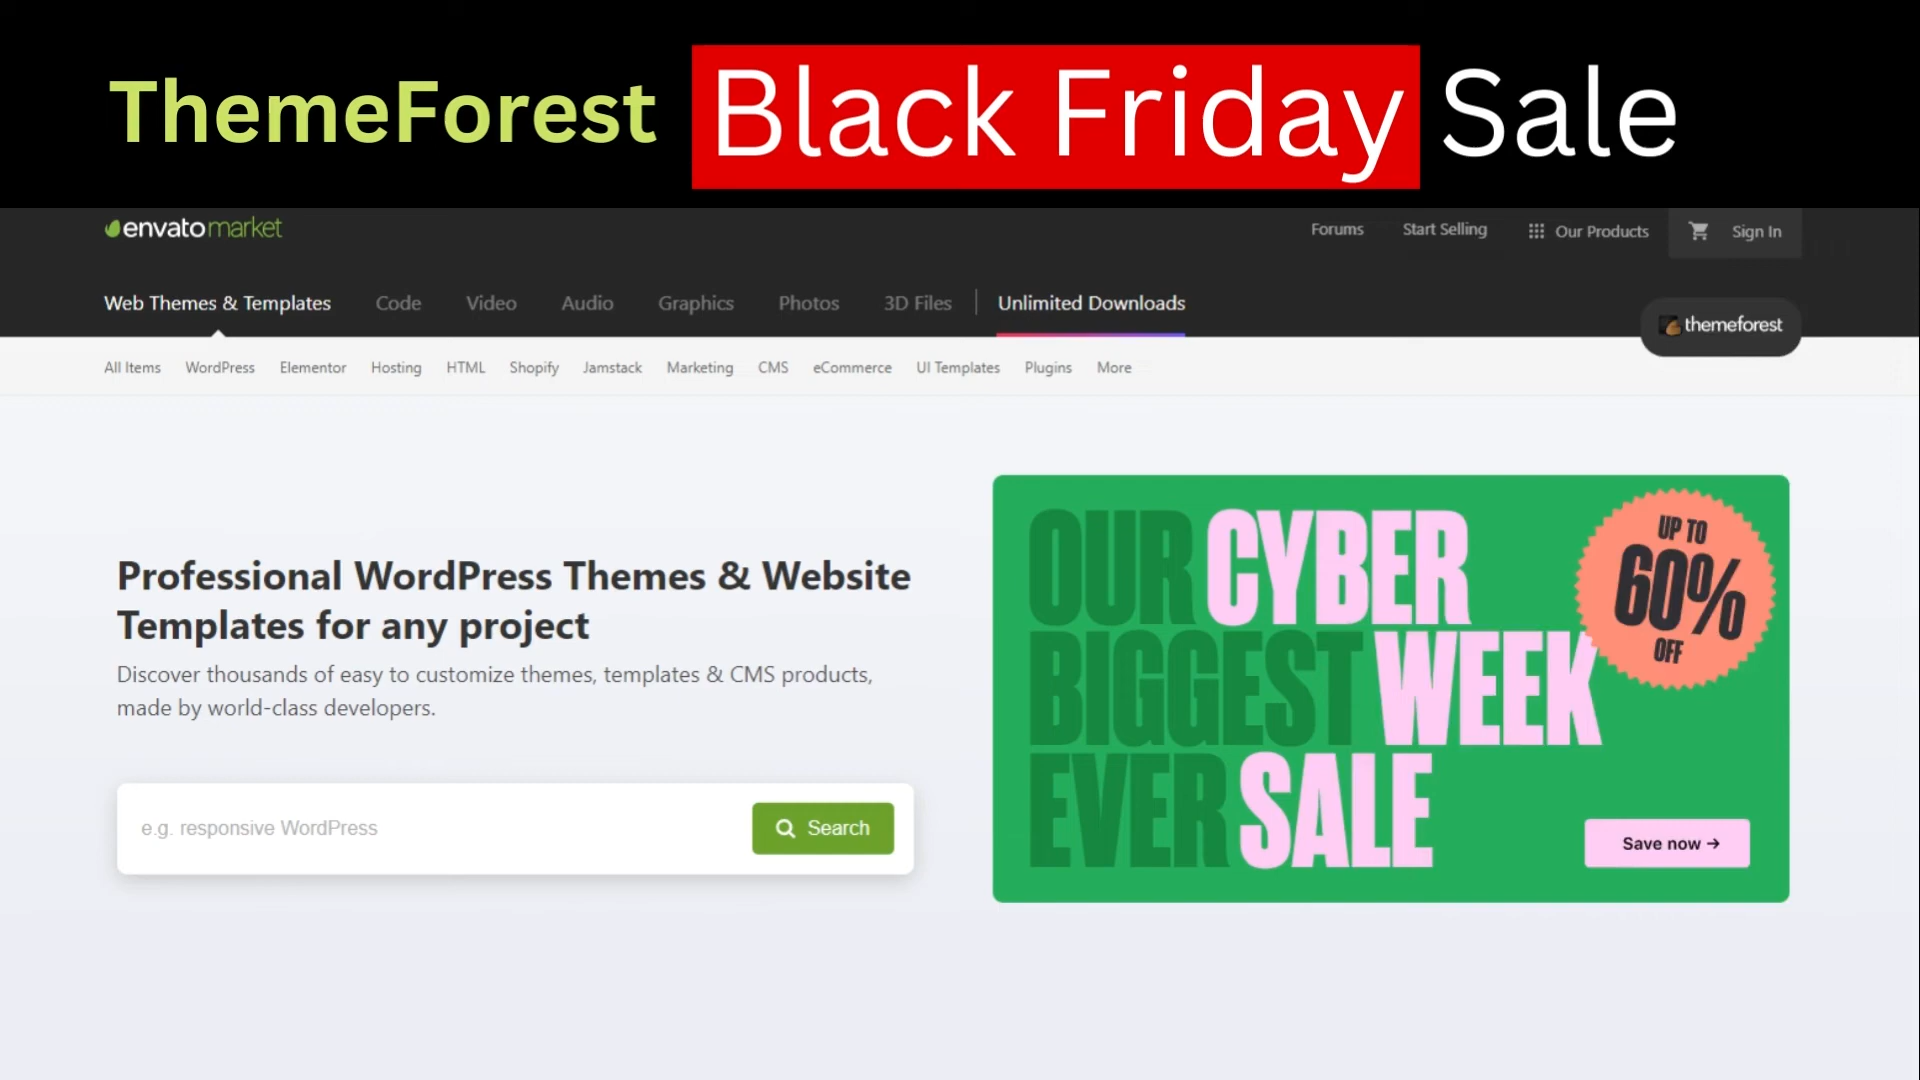 ThemeForest Black Friday Sale
envatomarket
Forums Start Selling Our Products Sign In
Web Themes & Templates Code Video Audio Graphics Photos 3D Files Unlimited Downloads
themeforest
All Items WordPress Elementor Hosting HTML Shopify Jamstack Marketing CMS eCommerce UI Templates Plugins More
Professional WordPress Themes & Website
Templates for any project
Discover thousands of easy to customize themes, templates & CMS products,
made by world-class developers.
e.g. responsive WordPress
Search
OUR CYBER
BIGGEST WEEK
EVER SALE
UP TO
60%
OFF
Save now →